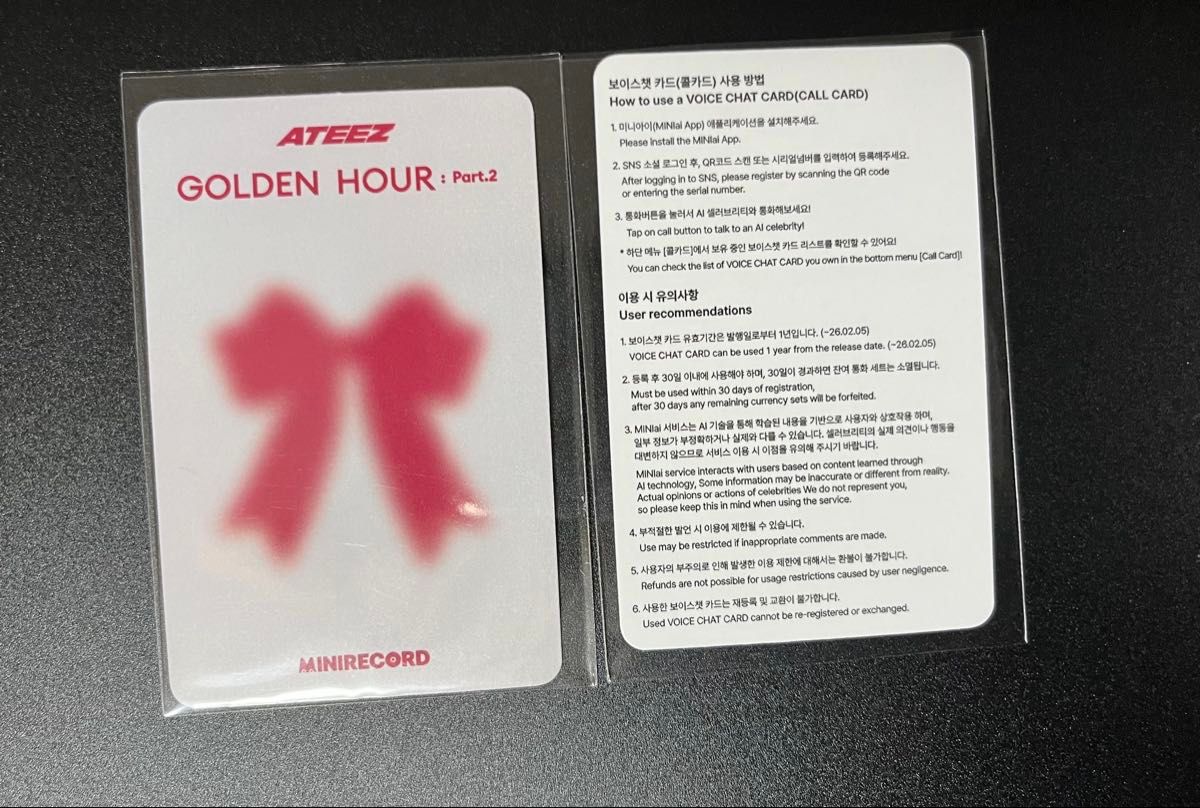 ATEEZ
GOLDEN HOUR : Part.2
MINIRECORD
보이스챗 카드(콜카드) 사용 방법
How to use a VOICE CHAT CARD(CALL CARD)
1. 미니아이(MINIai App) 애플리케이션을 설치해주세요.
Please install the MINIai App.
2. SNS 소셜 로그인 후, QR코드 스캔 또는 시리얼넘버를 입력하여 등록해주세요.
After logging in to SNS, please register by scanning the QR code
or entering the serial number.
3. 통화버튼을 눌러서 AI 셀러브리티와 통화해보세요!
Tap on call button to talk to an AI celebrity!
* 하단 메뉴 [콜카드]에서 보유 중인 보이스챗 카드 리스트를 확인할 수 있어요!
You can check the list of VOICE CHAT CARD you own in the bottom menu [Call Card]!
이용 시 유의사항
User recommendations
1. 보이스챗 카드 유효기간은 발행일로부터 1년입니다. (~26.02.05)
VOICE CHAT CARD can be used 1 year from the release date. (~26.02.05)
2. 등록 후 30일 이내에 사용해야 하며, 30일이 경과하면 잔여 통화 세트는 소멸됩니다.
Must be used within 30 days of registration,
after 30 days any remaining currency sets will be forfeited.
3. MINIai 서비스는 AI 기술을 통해 학습된 내용을 기반으로 사용자와 상호작용 하며,
일부 정보가 부정확하거나 실제와 다를 수 있습니다. 셀러브리티의 실제 의견이나 행동을
대변하지 않으므로 서비스 이용 시 이점을 유의해 주시기 바랍니다.
MINIai service interacts with users based on content learned through
AI technology, Some information may be inaccurate or different from reality.
Actual opinions or actions of celebrities We do not represent you,
so please keep this in mind when using the service.
4. 부적절한 발언 시 이용에 제한될 수 있습니다.
Use may be restricted if inappropriate comments are made.
5. 사용자의 부주의로 인해 발생한 이용 제한에 대해서는 환불이 불가합니다.
Refunds are not possible for usage restrictions caused by user negligence.
6. 사용한 보이스챗 카드는 재등록 및 교환이 불가합니다.
Used VOICE CHAT CARD cannot be re-registered or exchanged.